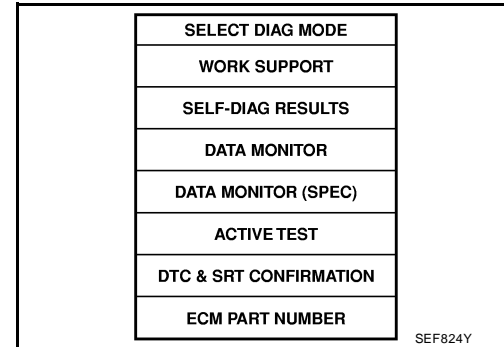 SELECT DIAG MODE
WORK SUPPORT
SELF-DIAG RESULTS
DATA MONITOR
DATA MONITOR (SPEC)
ACTIVE TEST
DTC & SRT CONFIRMATION
ECM PART NUMBER
SEF824Y